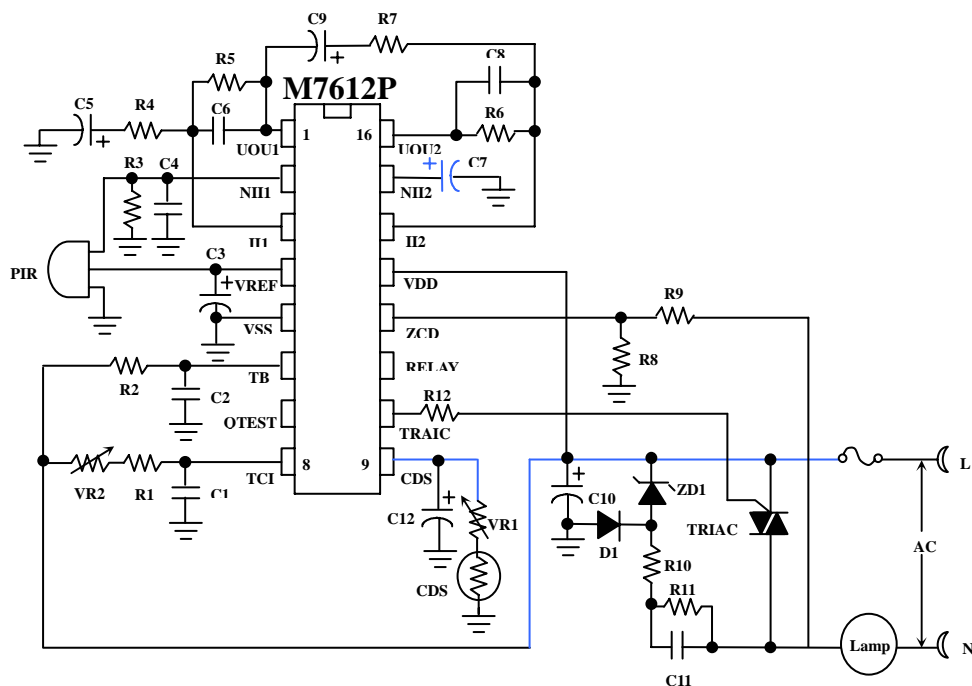 C9
R7
R5
C8
M7612P
C5
R4
C6
R6
1
16
UOU1
UOU2
R3
C4
C7
NII1
NII2
II1
II2
PIR
C3
VREF
VDD
R9
VSS
ZCD
R8
R2
TB
RELAY
C2
R12
OTEST
TRAIC
8
9
L
VR2
R1
C1
TCI
CDS
C12
VR1
C10
ZD1
TRIAC
D1
AC
CDS
R10
R11
Lamp
N
C11